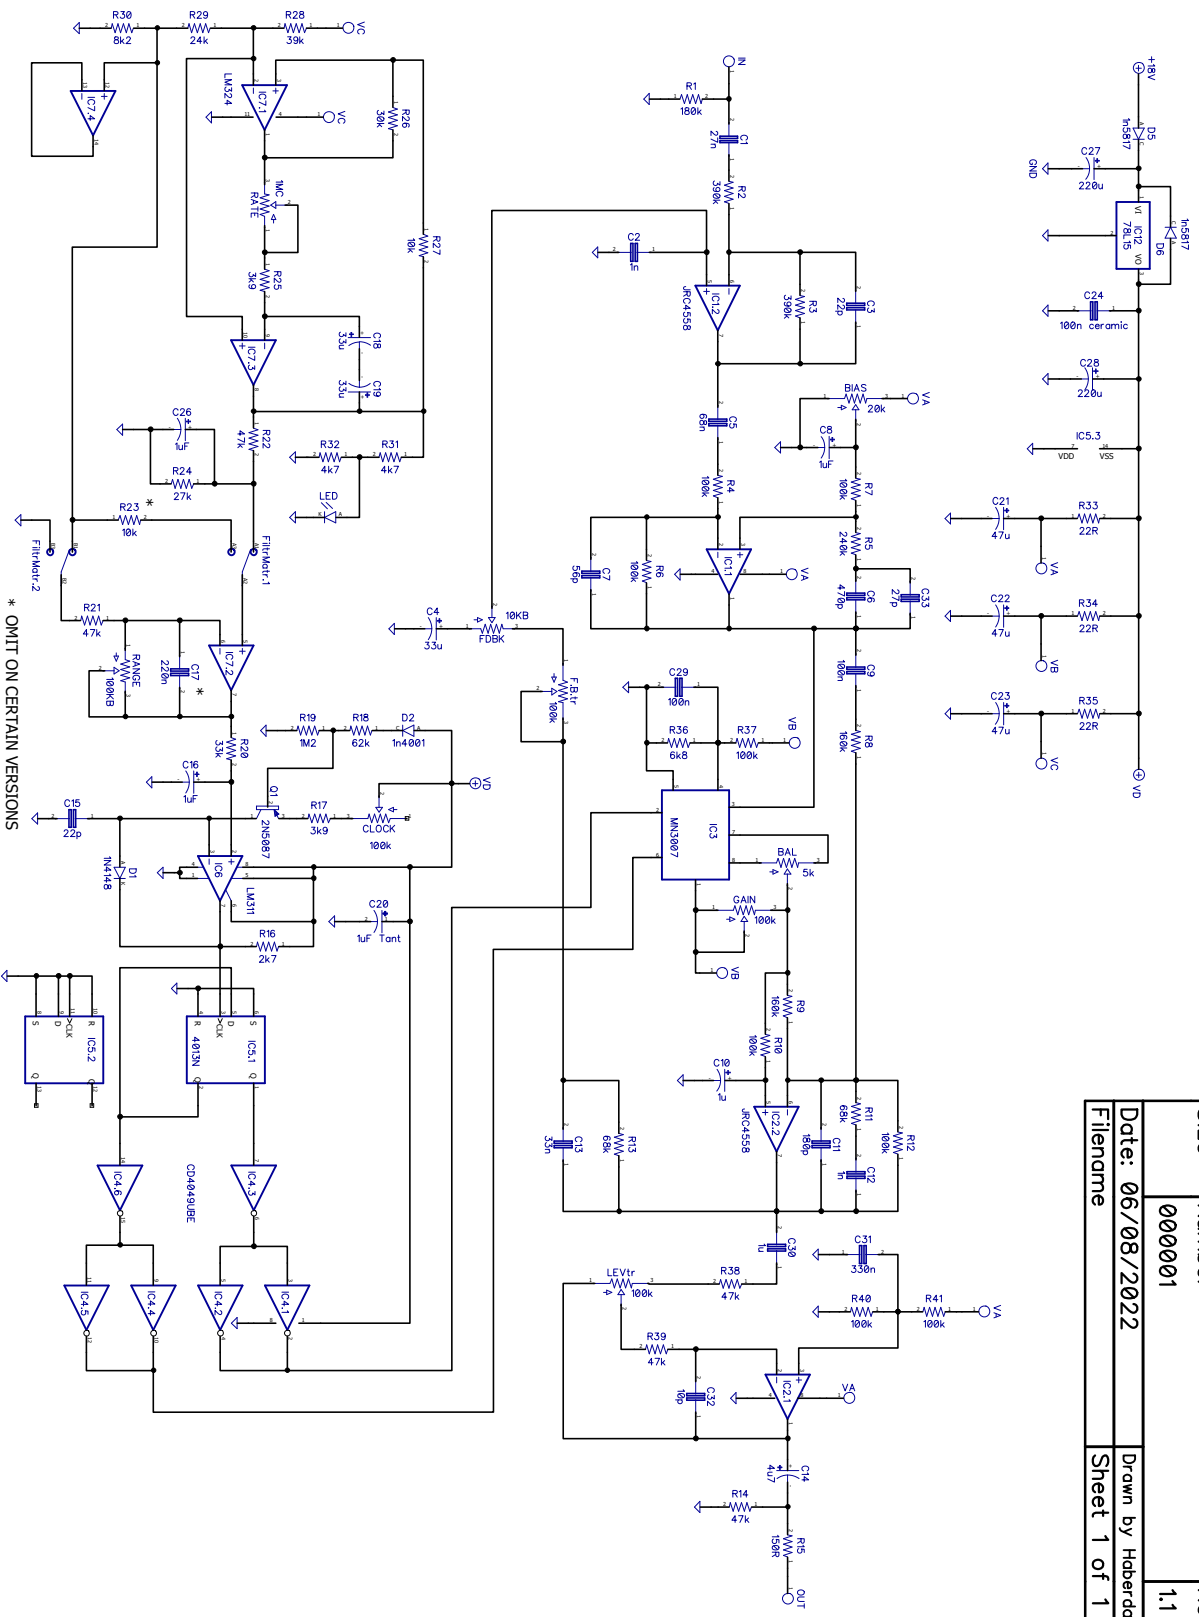 +18V
D5
1n5817
C27
220u
GND
1n5817
D6
VI IC12 VO
78L15
C24
100n ceramic
C28
220u
IC5.3
VDD
VSS
C21
47u
R33
22R
VA
C22
47u
R34
22R
VB
C23
47u
R35
22R
VC
VD
IN
R1
180k
C1
27n
R2
390k
C2
1n
IC1.2
JRC4558
R3
390k
C3
22p
C5
68n
R4
100k
BIAS
20k
VA
C8
1uF
R7
100k
R5
240k
C6
470p
C33
27p
IC1.1
VA
R6
100k
C7
56p
C9
100n
R8
160k
C4
33u
10KB
FDBK
F.B.tr
100k
C29
100n
R36
6k8
R37
100k
VB
IC3
MN3007
BAL
5k
GAIN
100k
VB
R9
160k
R10
100k
C10
1u
IC2.2
JRC4558
C11
180p
R11
68k
C12
1n
R12
100k
R13
68k
C13
33n
C30
1u
R38
47k
LEVtr
100k
R39
47k
C31
330n
R40
100k
R41
100k
VA
C32
10p
IC2.1
VA
C14
4u7
R14
47k
R15
150R
OUT
R30
8k2
R29
24k
R28
39k
VC
IC7.4
IC7.1
LM324
VC
R26
30k
1MC
RATE
R25
3k9
R27
10k
IC7.3
C18
33u
C19
33u
R22
47k
C26
1uF
R24
27k
R23
10k
*
R32
4k7
R31
4k7
LED
FiltrMatr.1
FiltrMatr.2
R21
47k
RANGE
100KB
C17
220n
*
IC7.2
R20
33k
C16
1uF
C15
22p
R19
1M2
R18
62k
D2
1n4001
VD
Q1
2N5087
R17
3k9
CLOCK
100k
IC6
LM311
D1
1N4148
R16
2k7
C20
1uF Tant
IC5.2
S
D
CLK
R
Q
Q
IC5.1
4013N
R
CLK
D
S
Q
Q
CD4049UBE
IC4.6
IC4.3
IC4.5
IC4.4
IC4.2
IC4.1
* OMIT ON CERTAIN VERSIONS
000001
1.1
Date: 06/08/2022
Drawn by Haberda
Filename
Sheet 1 of 1